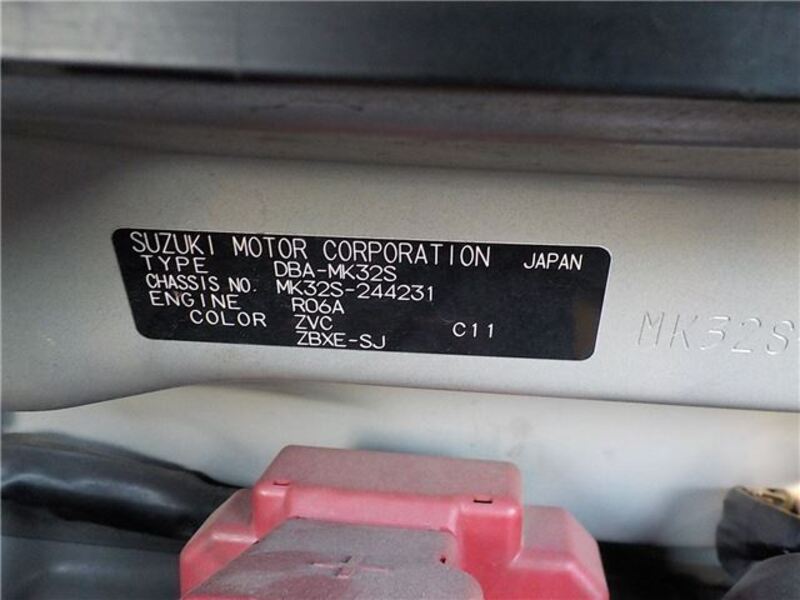 SUZUKI MOTOR CORPORATION JAPAN
TYPE DBA-MK32S
CHASSIS NO. MK32S-244231
ENGINE R06A
COLOR ZVC C11
ZBXE-SJ
MK32S
+